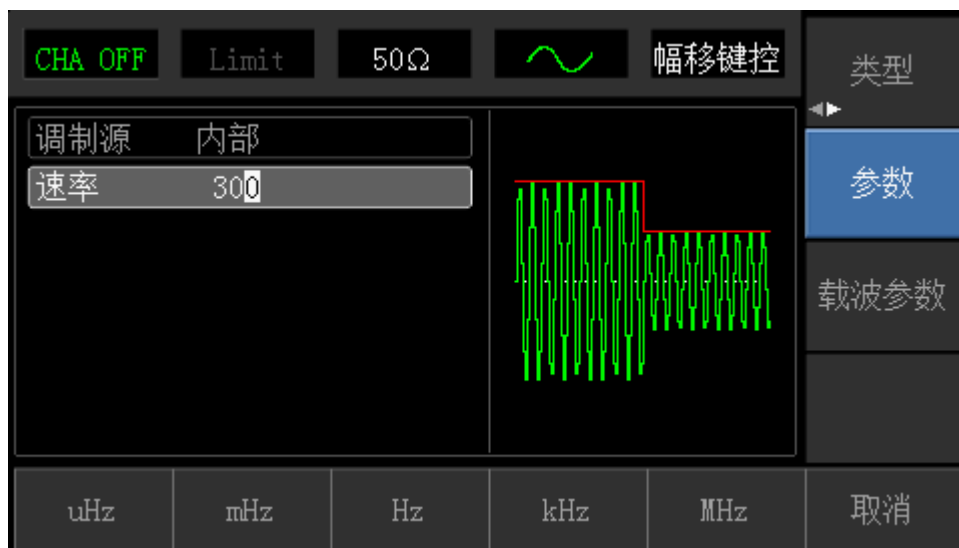 CHA OFF Limit 50Ω 幅移键控 类型
调制源 内部
速率 300
参数
载波参数
uHz mHz Hz kHz MHz 取消